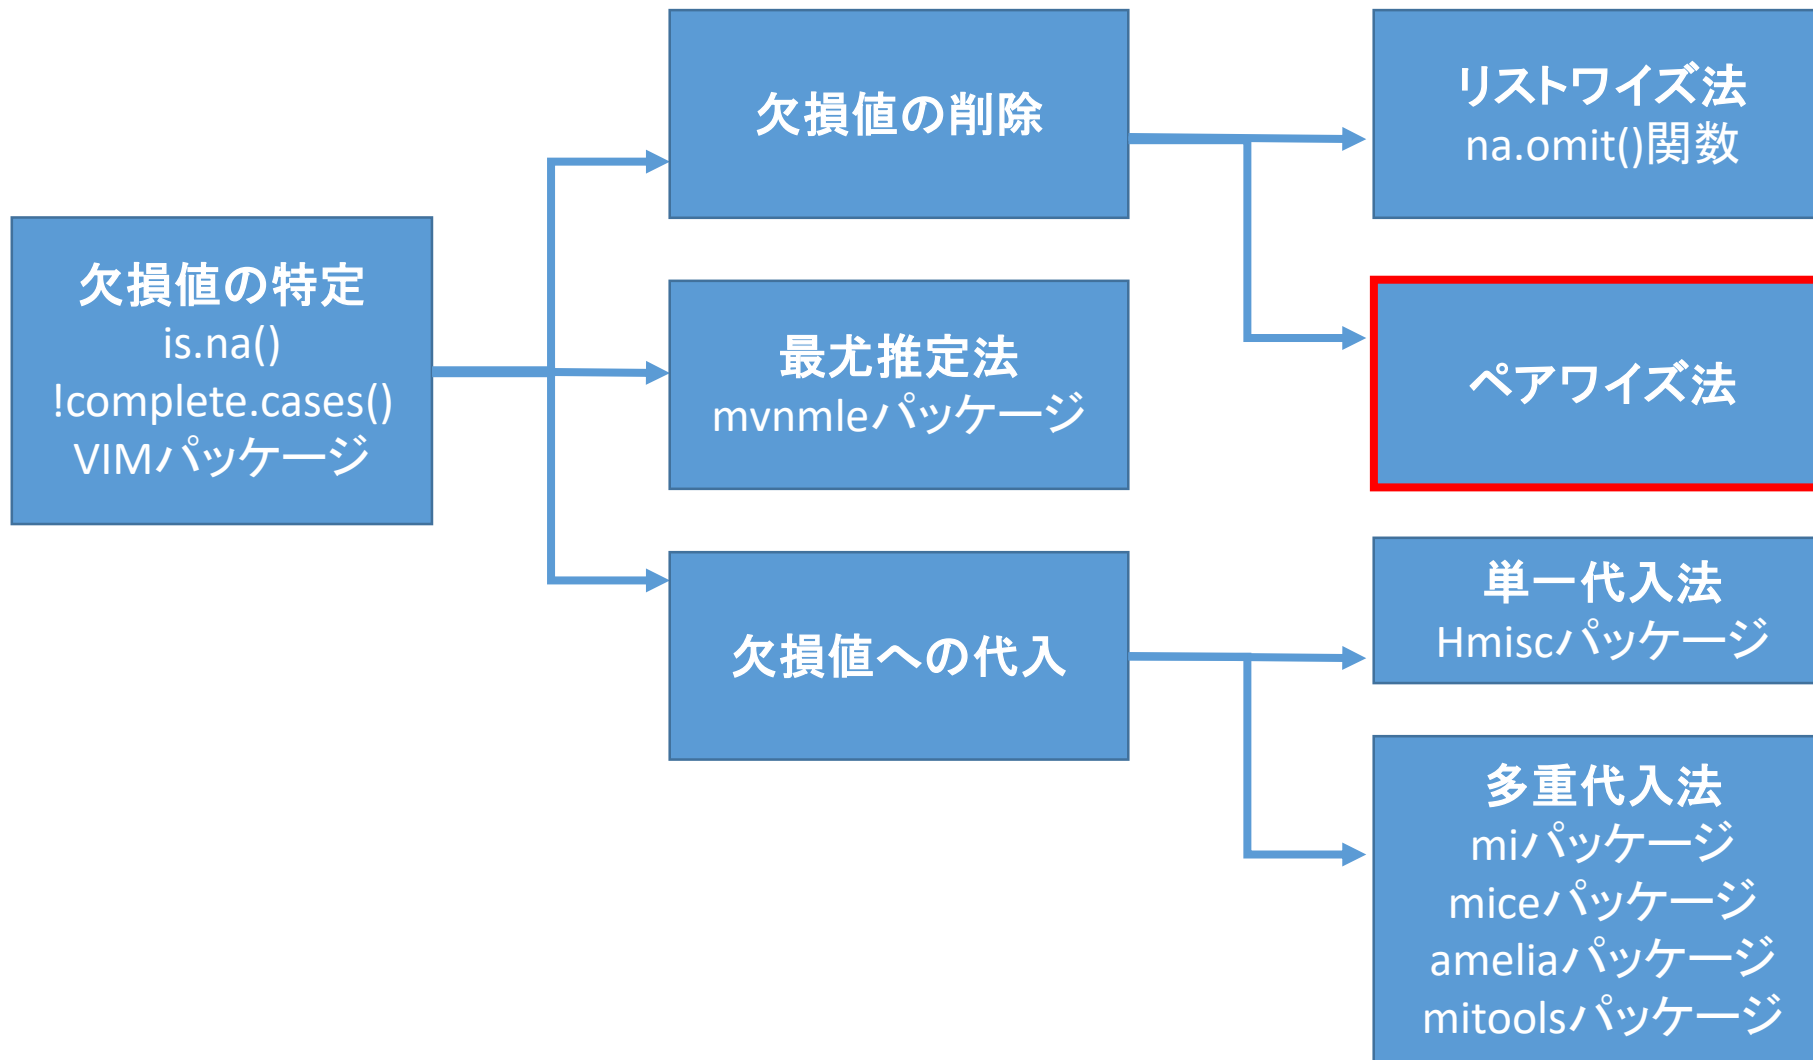 欠損値の特定
is.na()
!complete.cases()
VIMパッケージ
欠損値の削除
最尤推定法
mvnmleパッケージ
欠損値への代入
リストワイズ法
na.omit()関数
ペアワイズ法
単一代入法
Hmiscパッケージ
多重代入法
miパッケージ
miceパッケージ
ameliaパッケージ
mitoolsパッケージ